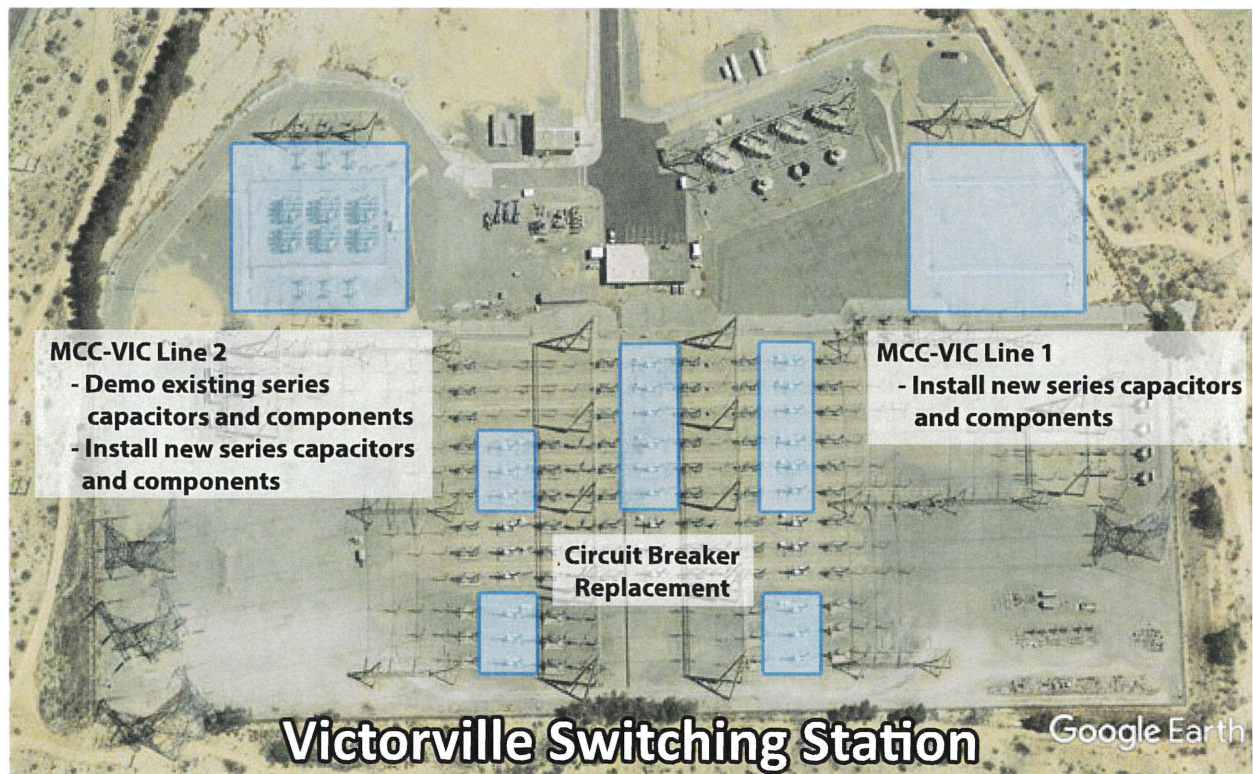 MCC-VIC Line 2
- Demo existing series
capacitors and components
- Install new series capacitors
and components
MCC-VIC Line 1
- Install new series capacitors
and components
Circuit Breaker
Replacement
Victorville Switching Station
Google Earth